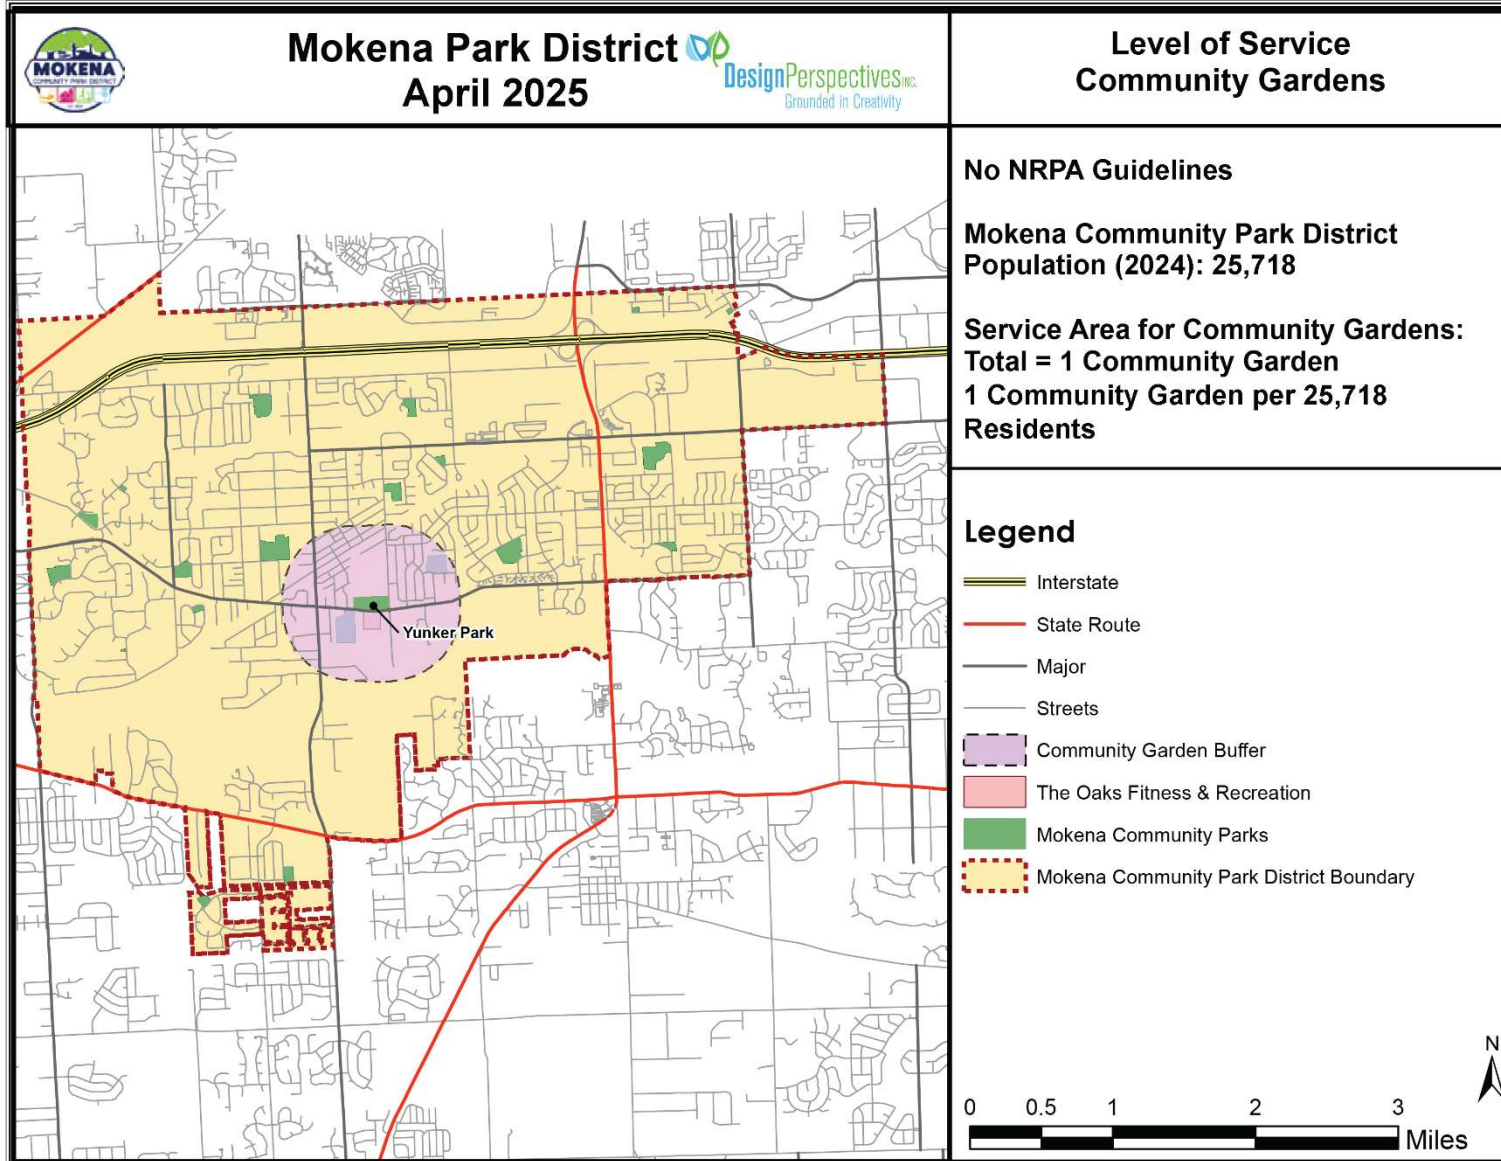 MOKENA
COMMUNITY PARK DISTRICT
Mokena Park District
April 2025
DesignPerspectives INC.
Grounded in Creativity
Level of Service
Community Gardens
No NRPA Guidelines
Mokena Community Park District
Population (2024): 25,718
Service Area for Community Gardens:
Total = 1 Community Garden
1 Community Garden per 25,718
Residents
Yunker Park
Legend
Interstate
State Route
Major
Streets
Community Garden Buffer
The Oaks Fitness & Recreation
Mokena Community Parks
Mokena Community Park District Boundary
N
0 0.5 1 2 3
Miles